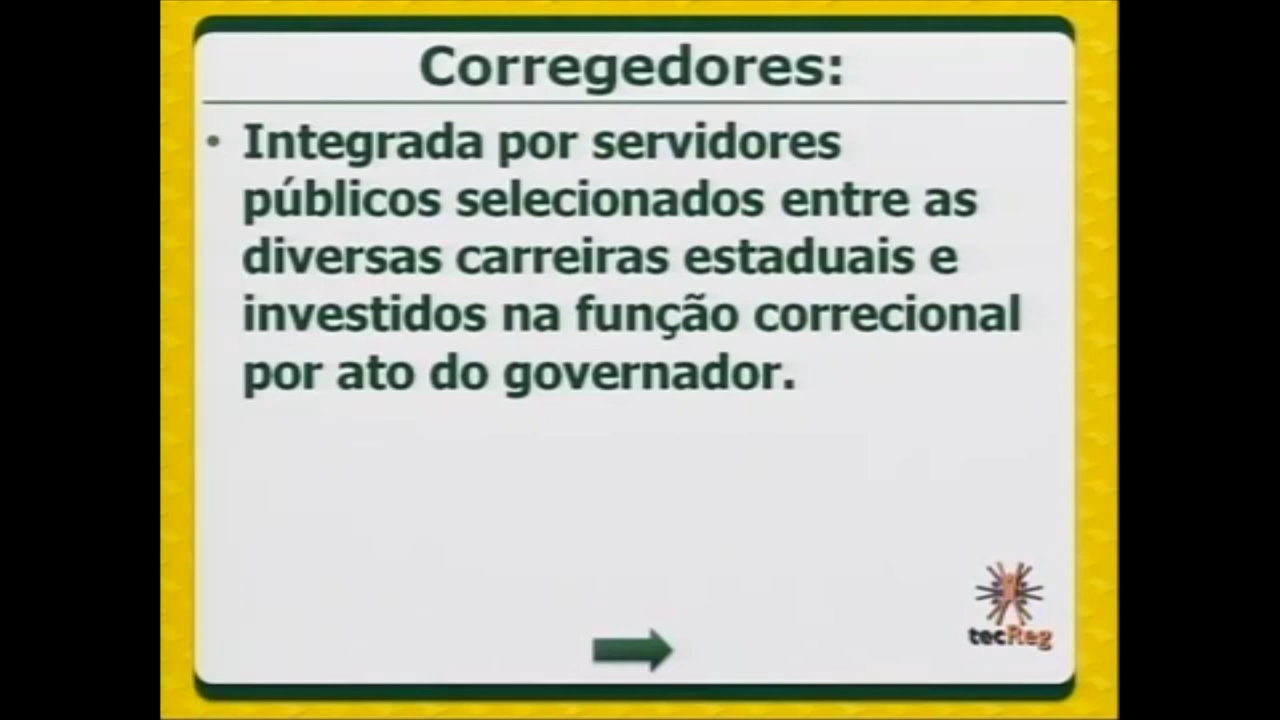 Corregedores:
• Integrada por servidores
públicos selecionados entre as
diversas carreiras estaduais e
investidos na função correcional
por ato do governador.
tecReg